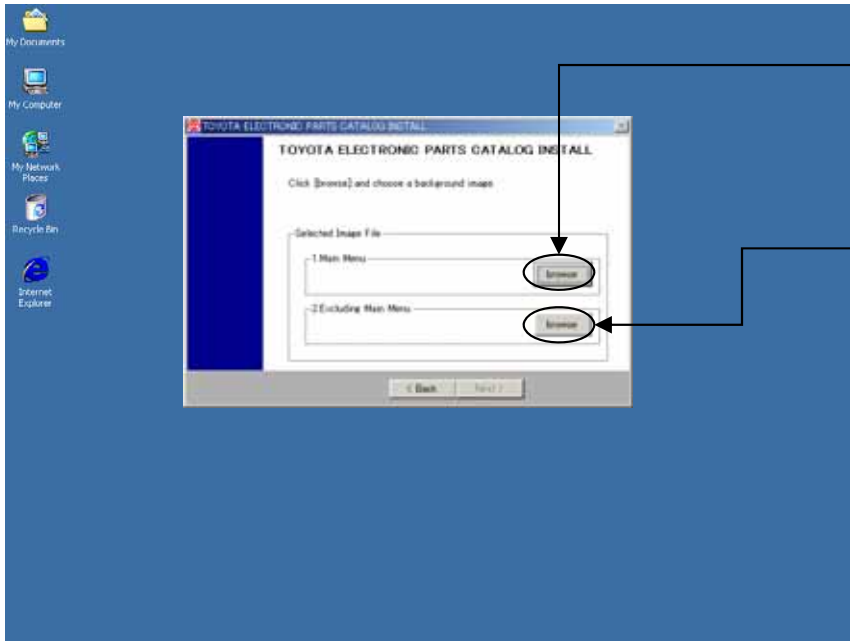 My Documents
My Computer
My Network
Places
Recycle Bin
Internet
Explorer
TOYOTA ELECTRONIC PARTS CATALOG INSTALL
TOYOTA ELECTRONIC PARTS CATALOG INSTALL
Click [browse] and choose a background image
Selected Image File
1.Main Menu
browse
2.Excluding Main Menu
browse
< Back
Next >